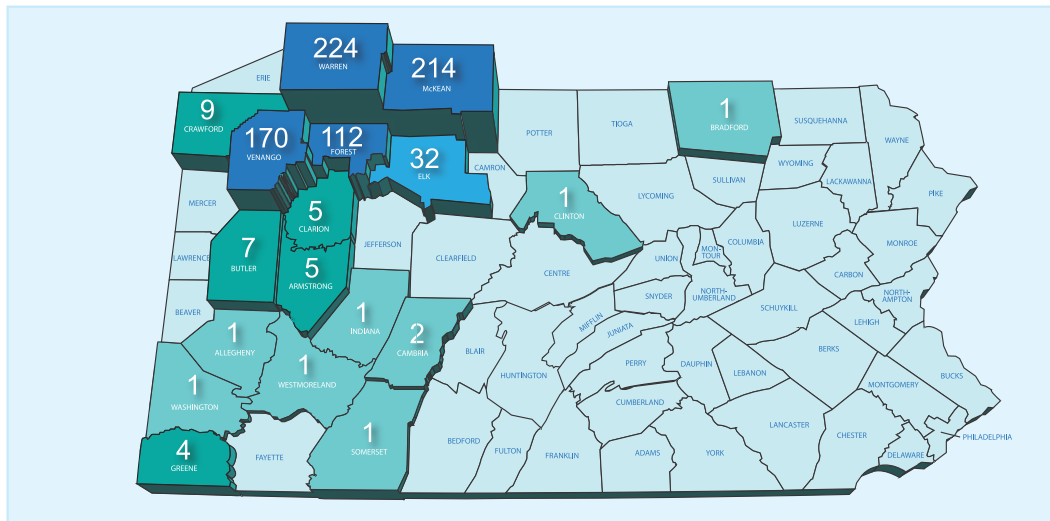 224
WARREN
214
McKEAN
ERIE
9
CRAWFORD
1
BRADFORD
SUSQUEHANNA
TIOGA
POTTER
WAYNE
170
VENANGO
112
FOREST
32
ELK
CAMRON
WYOMING
LACKAWANNA
SULLIVAN
PIKE
MERCER
5
CLARION
1
CLINTON
LYCOMING
LUZERNE
7
BUTLER
JEFFERSON
CLEARFIELD
COLUMBIA
MON-
TOUR
MONROE
LAWRENCE
5
ARMSTRONG
CENTRE
UNION
CARBON
SNYDER
NORTH-
UMBERLAND
NORTH-
AMPTON
BEAVER
1
INDIANA
SCHUYKILL
LEHIGH
1
ALLEGHENY
2
CAMBRIA
MIFFLIN
JUNIATA
BLAIR
PERRY
DAUPHIN
BERKS
1
WESTMORELAND
HUNTINGTON
LEBANON
BUCKS
1
WASHINGTON
CUMBERLAND
MONTGOMERY
1
SOMERSET
LANCASTER
4
GREENE
FAYETTE
BEDFORD
FULTON
FRANKLIN
ADAMS
YORK
CHESTER
DELAWARE
PHILADELPHIA